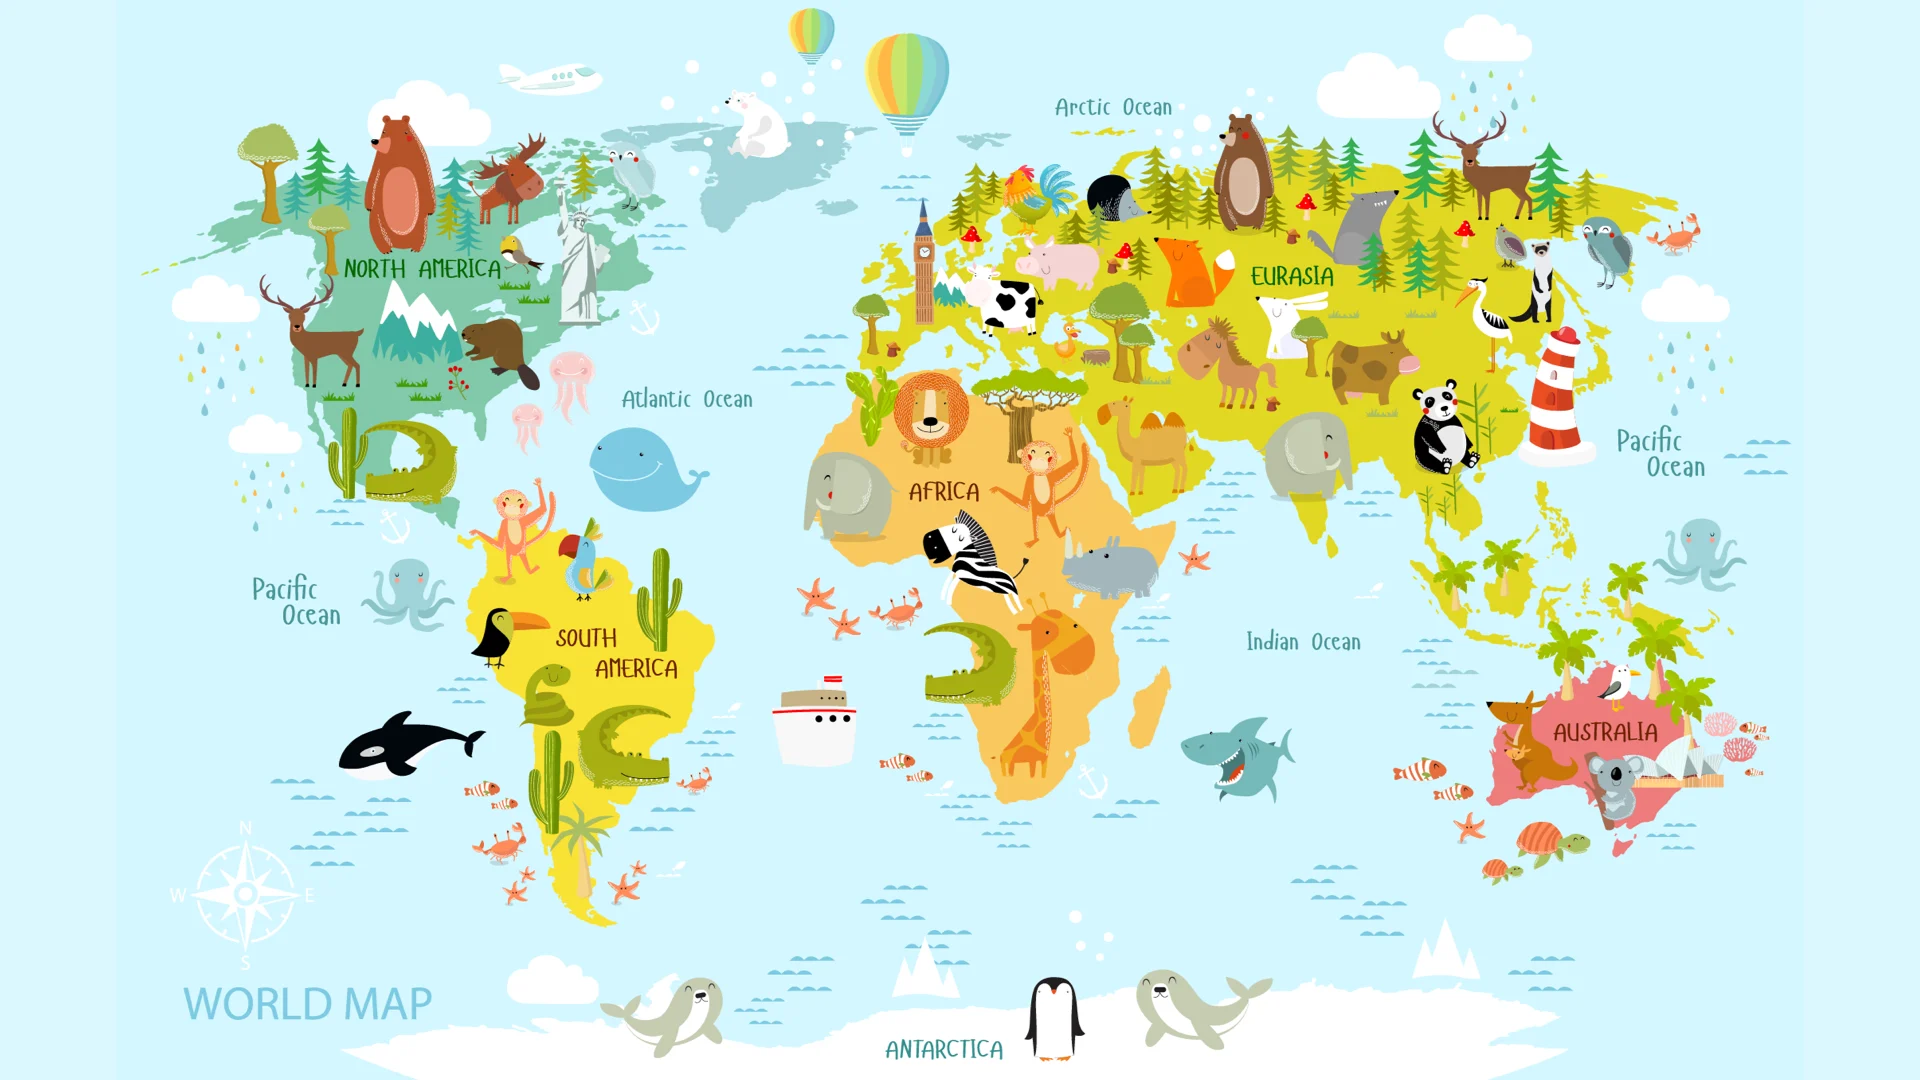 Arctic Ocean
NORTH AMERICA
EURASIA
Atlantic Ocean
Pacific
Ocean
AFRICA
Pacific
Ocean
SOUTH
AMERICA
Indian Ocean
AUSTRALIA
N
W
E
S
WORLD MAP
ANTARCTICA